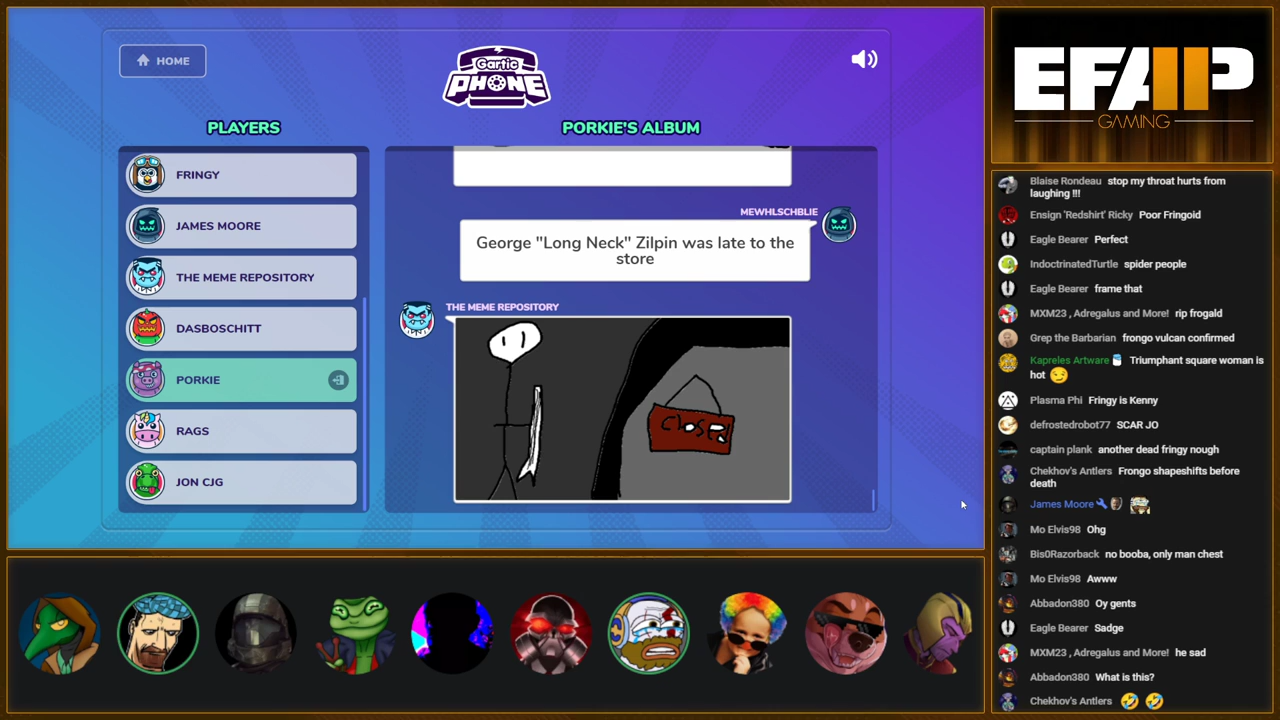 HOME
Gartic
PHONE
PLAYERS
FRINGY
JAMES MOORE
THE MEME REPOSITORY
DASBOSCHITT
PORKIE
RAGS
JON CJG
PORKIE'S ALBUM
MEWHLSCHBLIE
George "Long Neck" Zilpin was late to the
store
THE MEME REPOSITORY
CLOSED
EFAP
GAMING
Blaise Rondeau stop my throat hurts from
laughing !!!
Ensign 'Redshirt' Ricky Poor Fringoid
Eagle Bearer Perfect
IndoctrinatedTurtle spider people
Eagle Bearer frame that
MXM23 , Adregalus and More! rip frogald
Grep the Barbarian frongo vulcan confirmed
Kapreles Artware Triumphant square woman is
hot
Plasma Phi Fringy is Kenny
defrostedrobot77 SCAR JO
captain plank another dead fringy nough
Chekhov's Antlers Frongo shapeshifts before
death
James Moore
Mo Elvis98 Ohg
Bis0Razorback no booba, only man chest
Mo Elvis98 Awww
Abbadon380 Oy gents
Eagle Bearer Sadge
MXM23 , Adregalus and More! he sad
Abbadon380 What is this?
Chekhov's Antlers